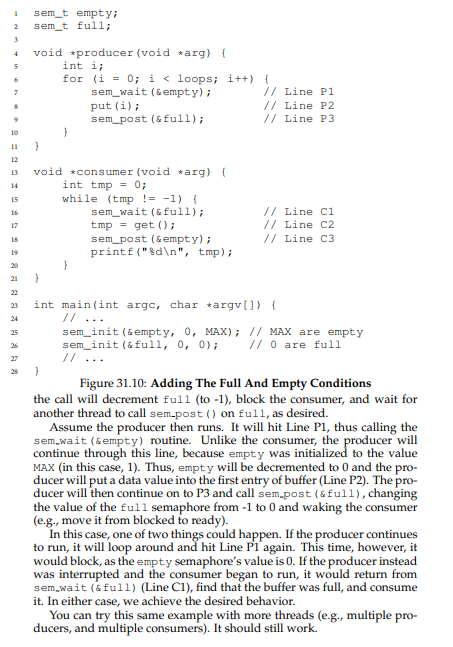 1 sem_t empty;
2 sem_t full;
3
4 void *producer(void *arg) {
5 int i;
6 for (i = 0; i < loops; i++) {
7 sem_wait(&empty); // Line P1
8 put(i); // Line P2
9 sem_post(&full); // Line P3
10 }
11 }
12
13 void *consumer(void *arg) {
14 int tmp = 0;
15 while (tmp != -1) {
16 sem_wait(&full); // Line C1
17 tmp = get(); // Line C2
18 sem_post(&empty); // Line C3
19 printf("%d\n", tmp);
20 }
21 }
22
23 int main(int argc, char *argv[]) {
24 // ...
25 sem_init(&empty, 0, MAX); // MAX are empty
26 sem_init(&full, 0, 0); // 0 are full
27 // ...
28 }
Figure 31.10: Adding The Full And Empty Conditions
the call will decrement full (to -1), block the consumer, and wait for
another thread to call sem_post() on full, as desired.
Assume the producer then runs. It will hit Line P1, thus calling the
sem_wait(&empty) routine. Unlike the consumer, the producer will
continue through this line, because empty was initialized to the value
MAX (in this case, 1). Thus, empty will be decremented to 0 and the pro-
ducer will put a data value into the first entry of buffer (Line P2). The pro-
ducer will then continue on to P3 and call sem_post(&full), changing
the value of the full semaphore from -1 to 0 and waking the consumer
(e.g., move it from blocked to ready).
In this case, one of two things could happen. If the producer continues
to run, it will loop around and hit Line P1 again. This time, however, it
would block, as the empty semaphore's value is 0. If the producer instead
was interrupted and the consumer began to run, it would return from
sem_wait(&full) (Line C1), find that the buffer was full, and consume
it. In either case, we achieve the desired behavior.
You can try this same example with more threads (e.g., multiple pro-
ducers, and multiple consumers). It should still work.